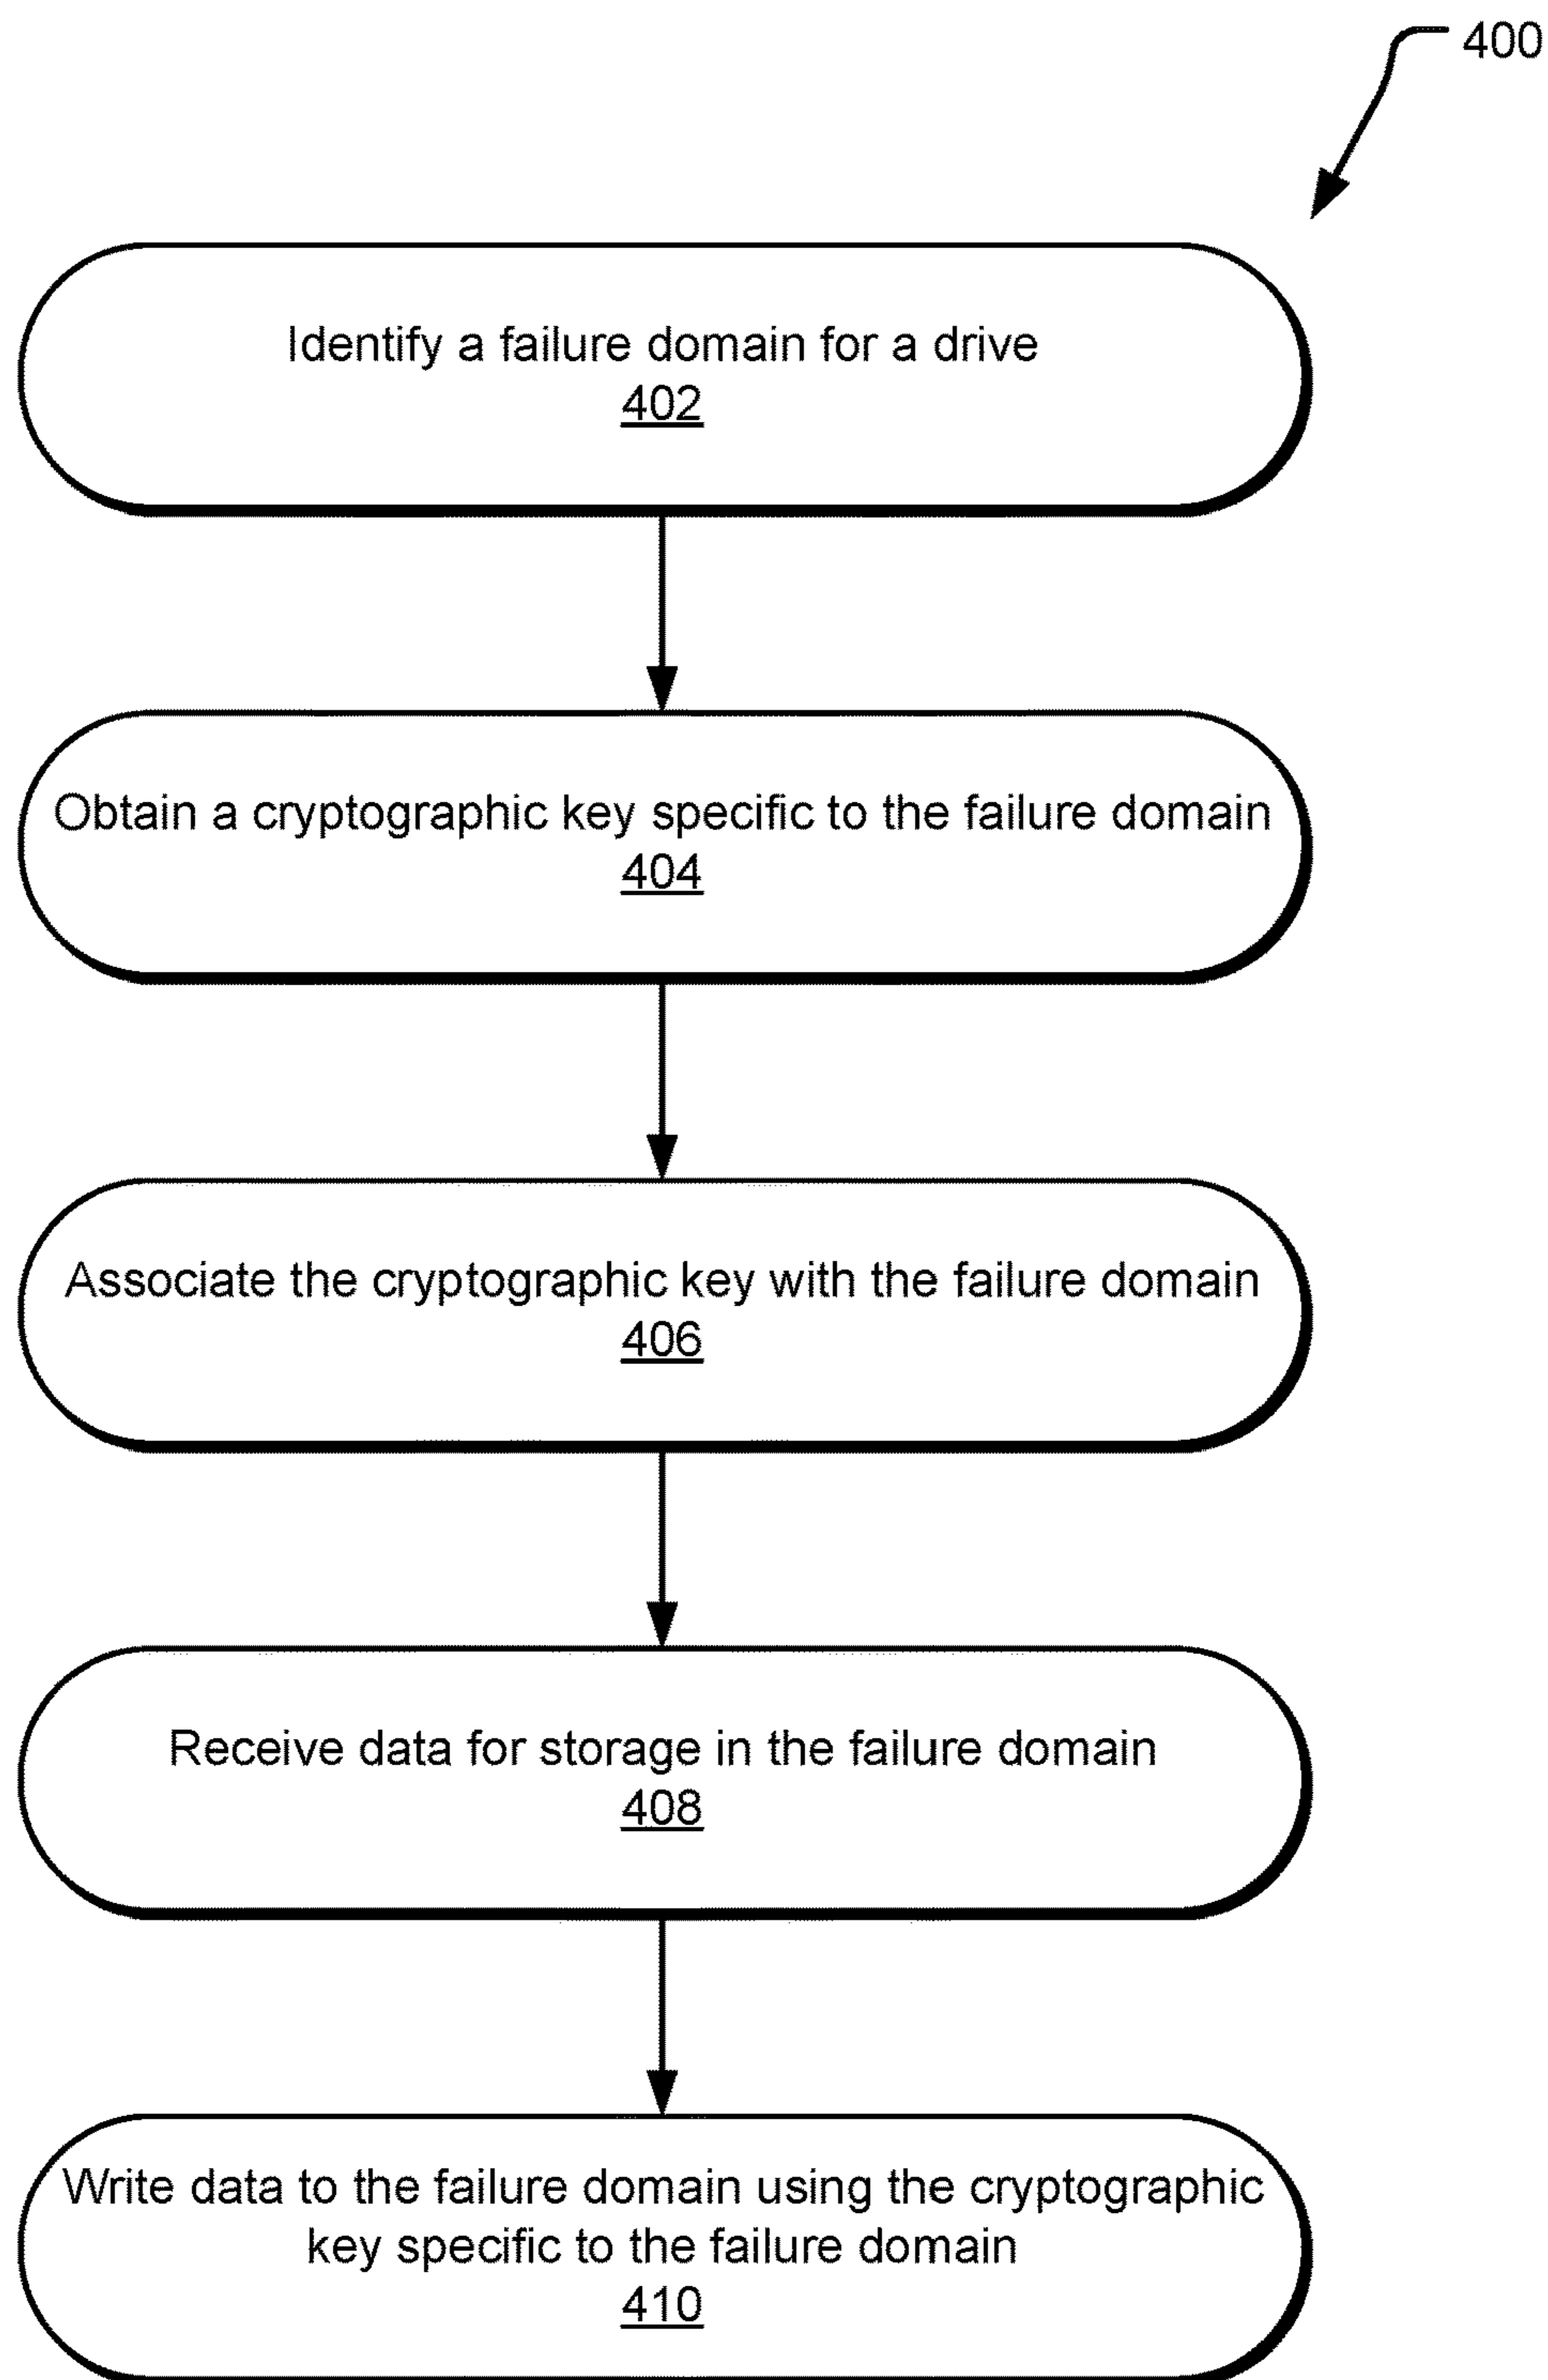 400
Identify a failure domain for a drive
402
Obtain a cryptographic key specific to the failure domain
404
Associate the cryptographic key with the failure domain
406
Receive data for storage in the failure domain
408
Write data to the failure domain using the cryptographic
key specific to the failure domain
410